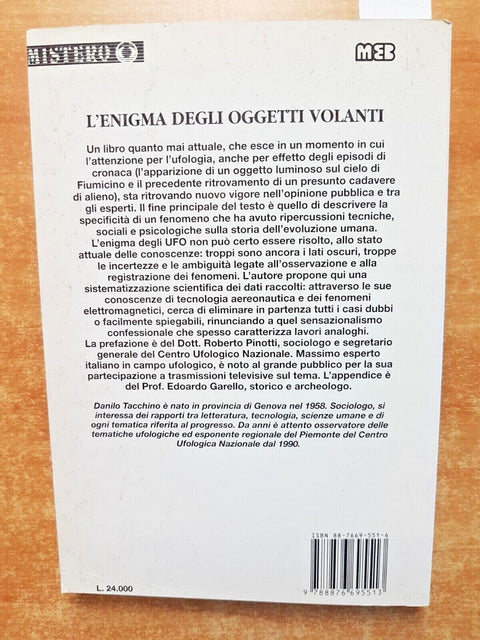 MISTERO
MEB
L'ENIGMA DEGLI OGGETTI VOLANTI
Un libro quanto mai attuale, che esce in un momento in cui
l'attenzione per l'ufologia, anche per effetto degli episodi di
cronaca (l'apparizione di un oggetto luminoso sul cielo di
Fiumicino e il precedente ritrovamento di un presunto cadavere
di alieno), sta ritrovando nuovo vigore nell'opinione pubblica e tra
gli esperti. Il fine principale del testo è quello di descrivere la
specificità di un fenomeno che ha avuto ripercussioni tecniche,
sociali e psicologiche sulla storia dell'evoluzione umana.
L'enigma degli UFO non può certo essere risolto, allo stato
attuale delle conoscenze: troppi sono ancora i lati oscuri, troppe
le incertezze e le ambiguità legate all'osservazione e alla
registrazione dei fenomeni. L'autore propone qui una
sistematizzazione scientifica dei dati raccolti: attraverso le sue
conoscenze di tecnologia aereonautica e dei fenomeni
elettromagnetici, cerca di eliminare in partenza tutti i casi dubbi
o facilmente spiegabili, rinunciando a quel sensazionalismo
confessionale che spesso caratterizza lavori analoghi.
La prefazione è del Dott. Roberto Pinotti, sociologo e segretario
generale del Centro Ufologico Nazionale. Massimo esperto
italiano in campo ufologico, è noto al grande pubblico per la sua
partecipazione a trasmissioni televisive sul tema. L'appendice è
del Prof. Edoardo Garello, storico e archeologo.
Danilo Tacchino è nato in provincia di Genova nel 1958. Sociologo, si
interessa dei rapporti tra letteratura, tecnologia, scienze umane e di
ogni tematica riferita al progresso. Da anni è attento osservatore delle
tematiche ufologiche ed esponente regionale del Piemonte del Centro
Ufologica Nazionale dal 1990.
ISBN 88-7669-551-6
9 788876 695513
L. 24.000